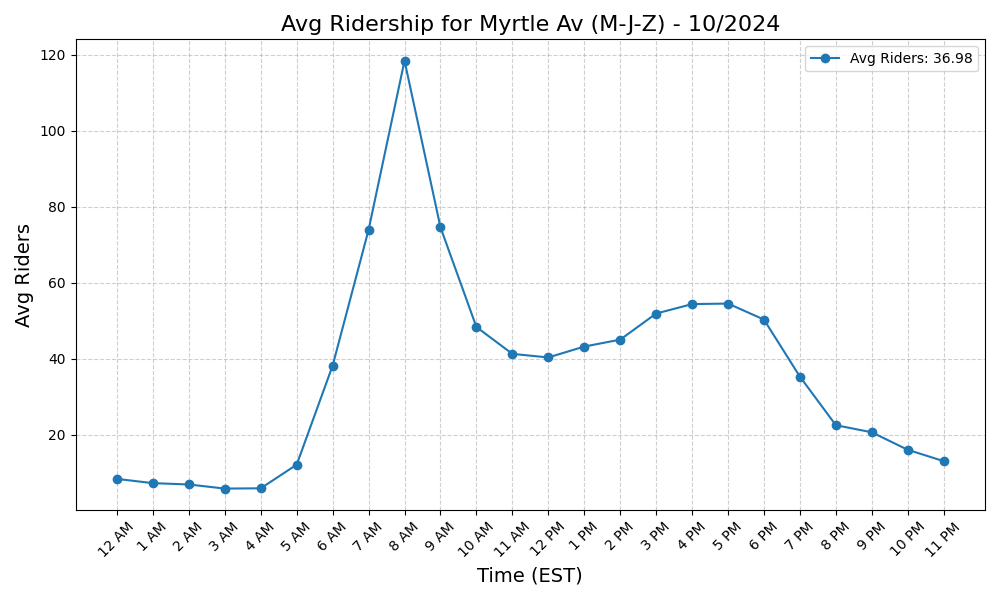 Avg Ridership for Myrtle Av (M-J-Z) - 10/2024
Avg Riders: 36.98
120
100
80
60
40
20
Avg Riders
12 AM
1 AM
2 AM
3 AM
4 AM
5 AM
6 AM
7 AM
8 AM
9 AM
10 AM
11 AM
12 PM
1 PM
2 PM
3 PM
4 PM
5 PM
6 PM
7 PM
8 PM
9 PM
10 PM
11 PM
Time (EST)